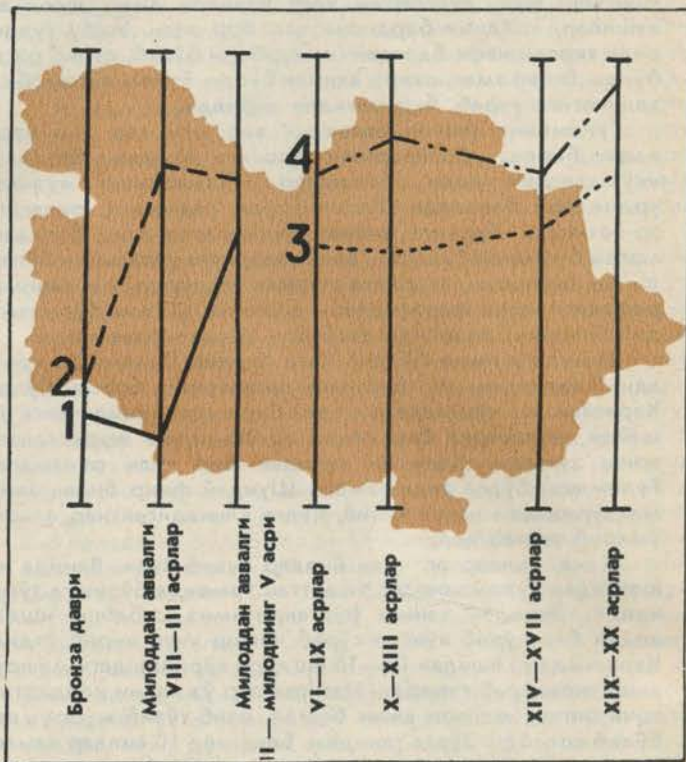 4
3
2
1
Бронза даври
Милоддан аввалги
VIII—III асрлар
Милоддан аввалги
III— милоднинг V асри
VI—IX асрлар
X—XIII асрлар
XIV—XVII асрлар
XIX—XX асрлар